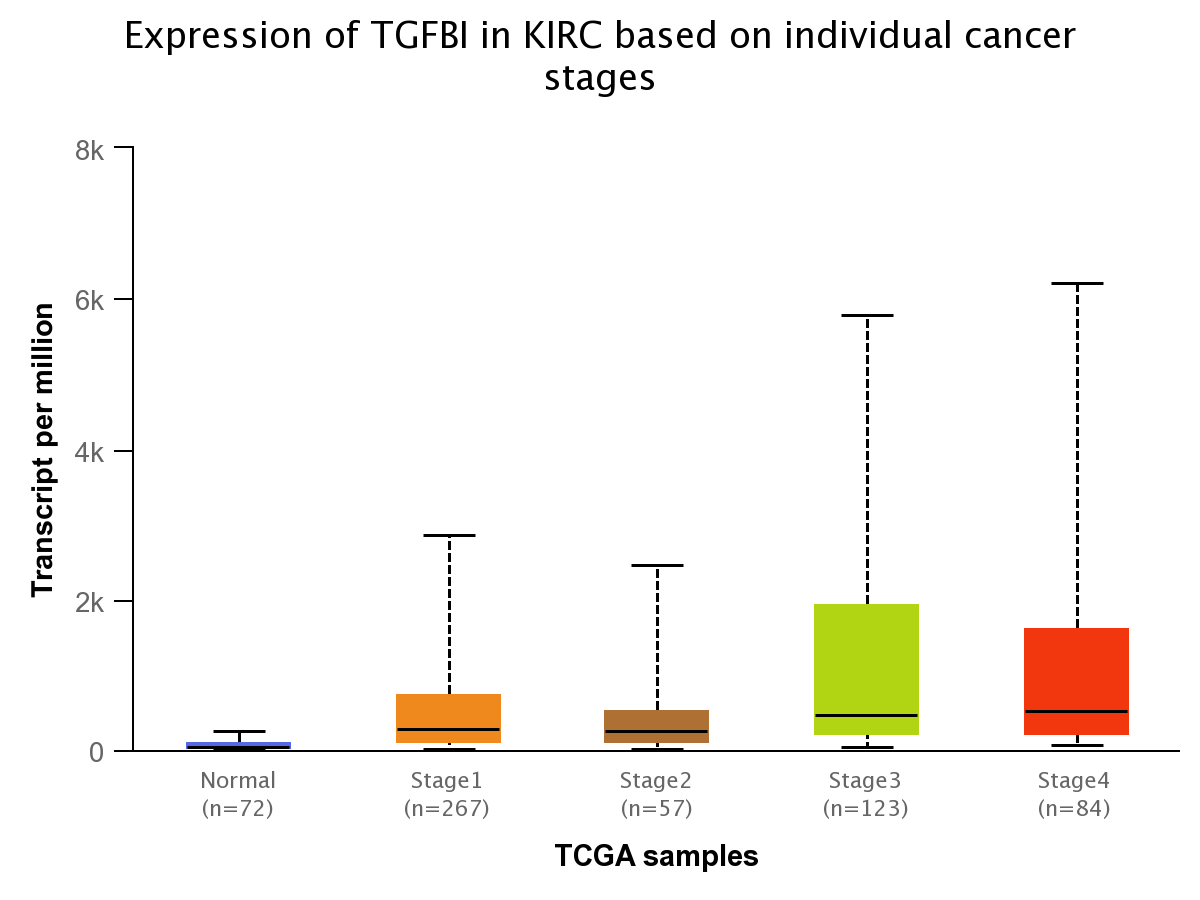 Expression of TGFBI in KIRC based on individual cancer
stages
8k
6k
4k
2k
0
Transcript per million
Normal
(n=72)
Stage1
(n=267)
Stage2
(n=57)
Stage3
(n=123)
Stage4
(n=84)
TCGA samples